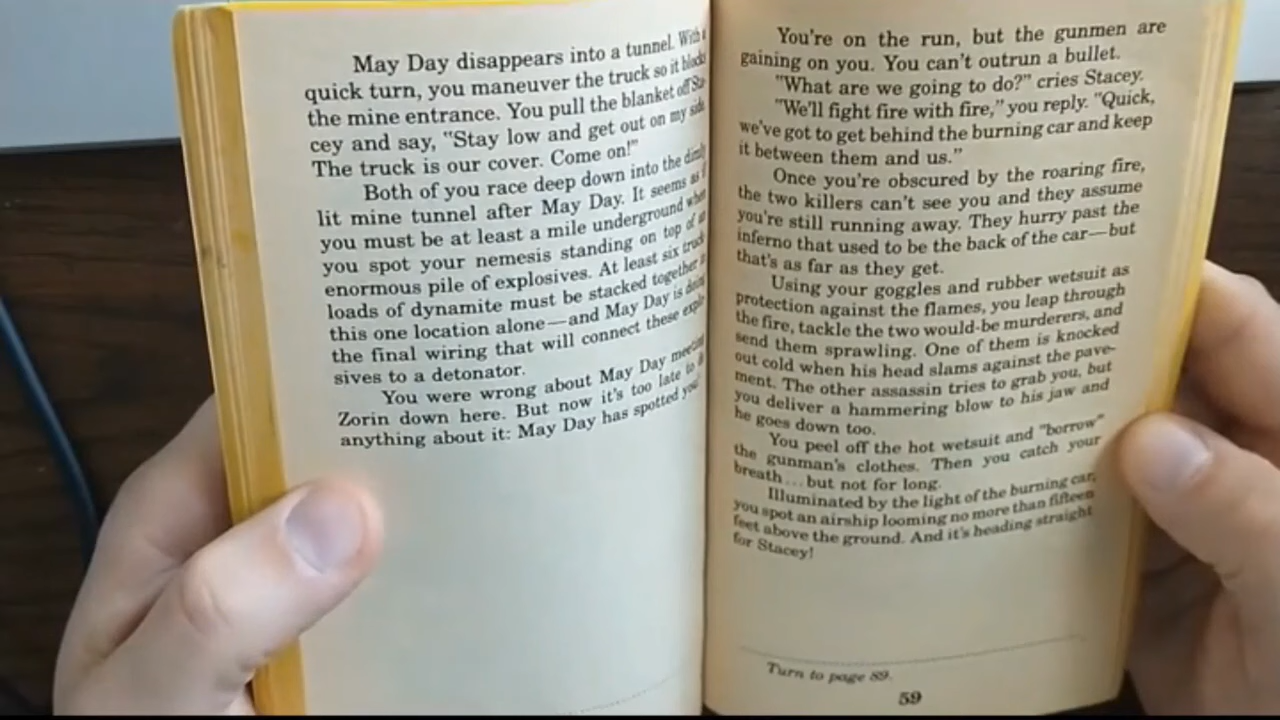 May Day disappears into a tunnel. With a
quick turn, you maneuver the truck so it blocks
the mine entrance. You pull the blanket off Sta-
cey and say, "Stay low and get out on my side.
The truck is our cover. Come on!"
Both of you race deep down into the dimly
lit mine tunnel after May Day. It seems as if
you must be at least a mile underground when
you spot your nemesis standing on top of an
enormous pile of explosives. At least six truck
loads of dynamite must be stacked together in
this one location alone—and May Day is doing
the final wiring that will connect these explo-
sives to a detonator.
You were wrong about May Day meeting
Zorin down here. But now it's too late to do
anything about it: May Day has spotted you!
You're on the run, but the gunmen are
gaining on you. You can't outrun a bullet.
"What are we going to do?" cries Stacey.
"We'll fight fire with fire," you reply. "Quick,
we've got to get behind the burning car and keep
it between them and us."
Once you're obscured by the roaring fire,
the two killers can't see you and they assume
you're still running away. They hurry past the
inferno that used to be the back of the car—but
that's as far as they get.
Using your goggles and rubber wetsuit as
protection against the flames, you leap through
the fire, tackle the two would-be murderers, and
send them sprawling. One of them is knocked
out cold when his head slams against the pave-
ment. The other assassin tries to grab you, but
you deliver a hammering blow to his jaw and
he goes down too.
You peel off the hot wetsuit and "borrow"
the gunman's clothes. Then you catch your
breath...but not for long.
Illuminated by the light of the burning car,
you spot an airship looming no more than fifteen
feet above the ground. And it's heading straight
for Stacey!
Turn to page 89.
59